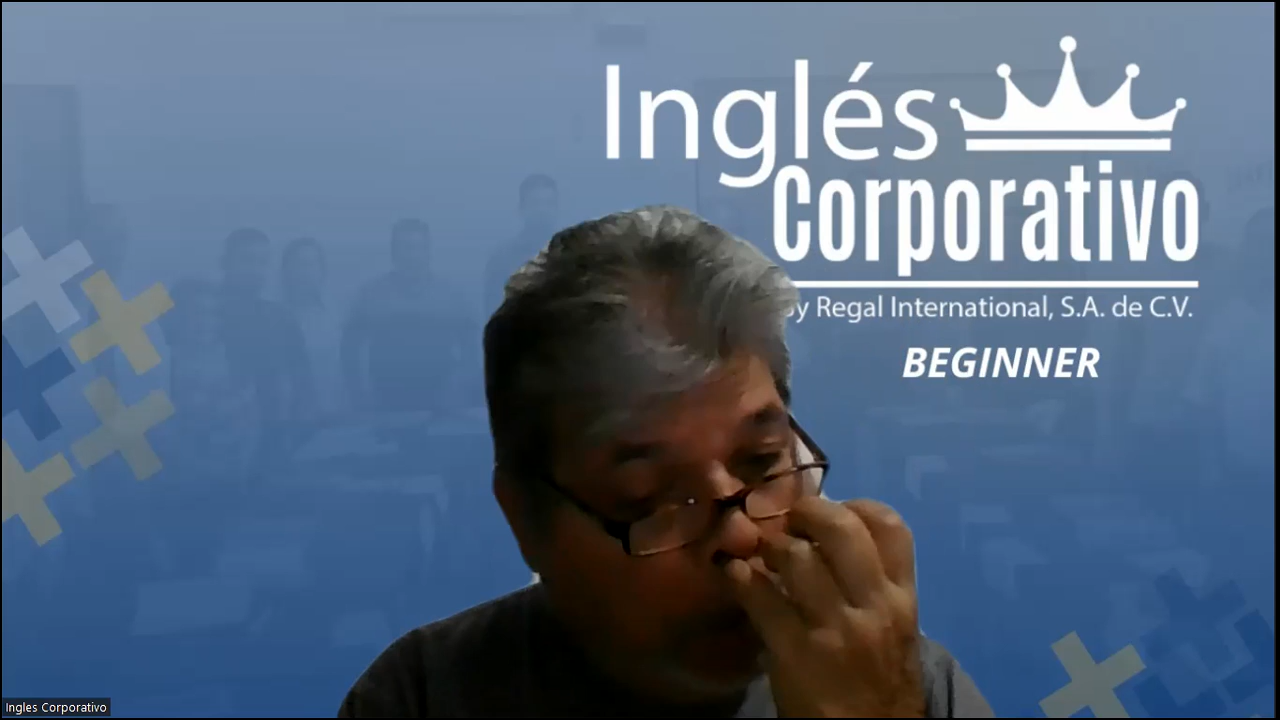 Inglés
Corporativo
by Regal International, S.A. de C.V.
BEGINNER
Ingles Corporativo